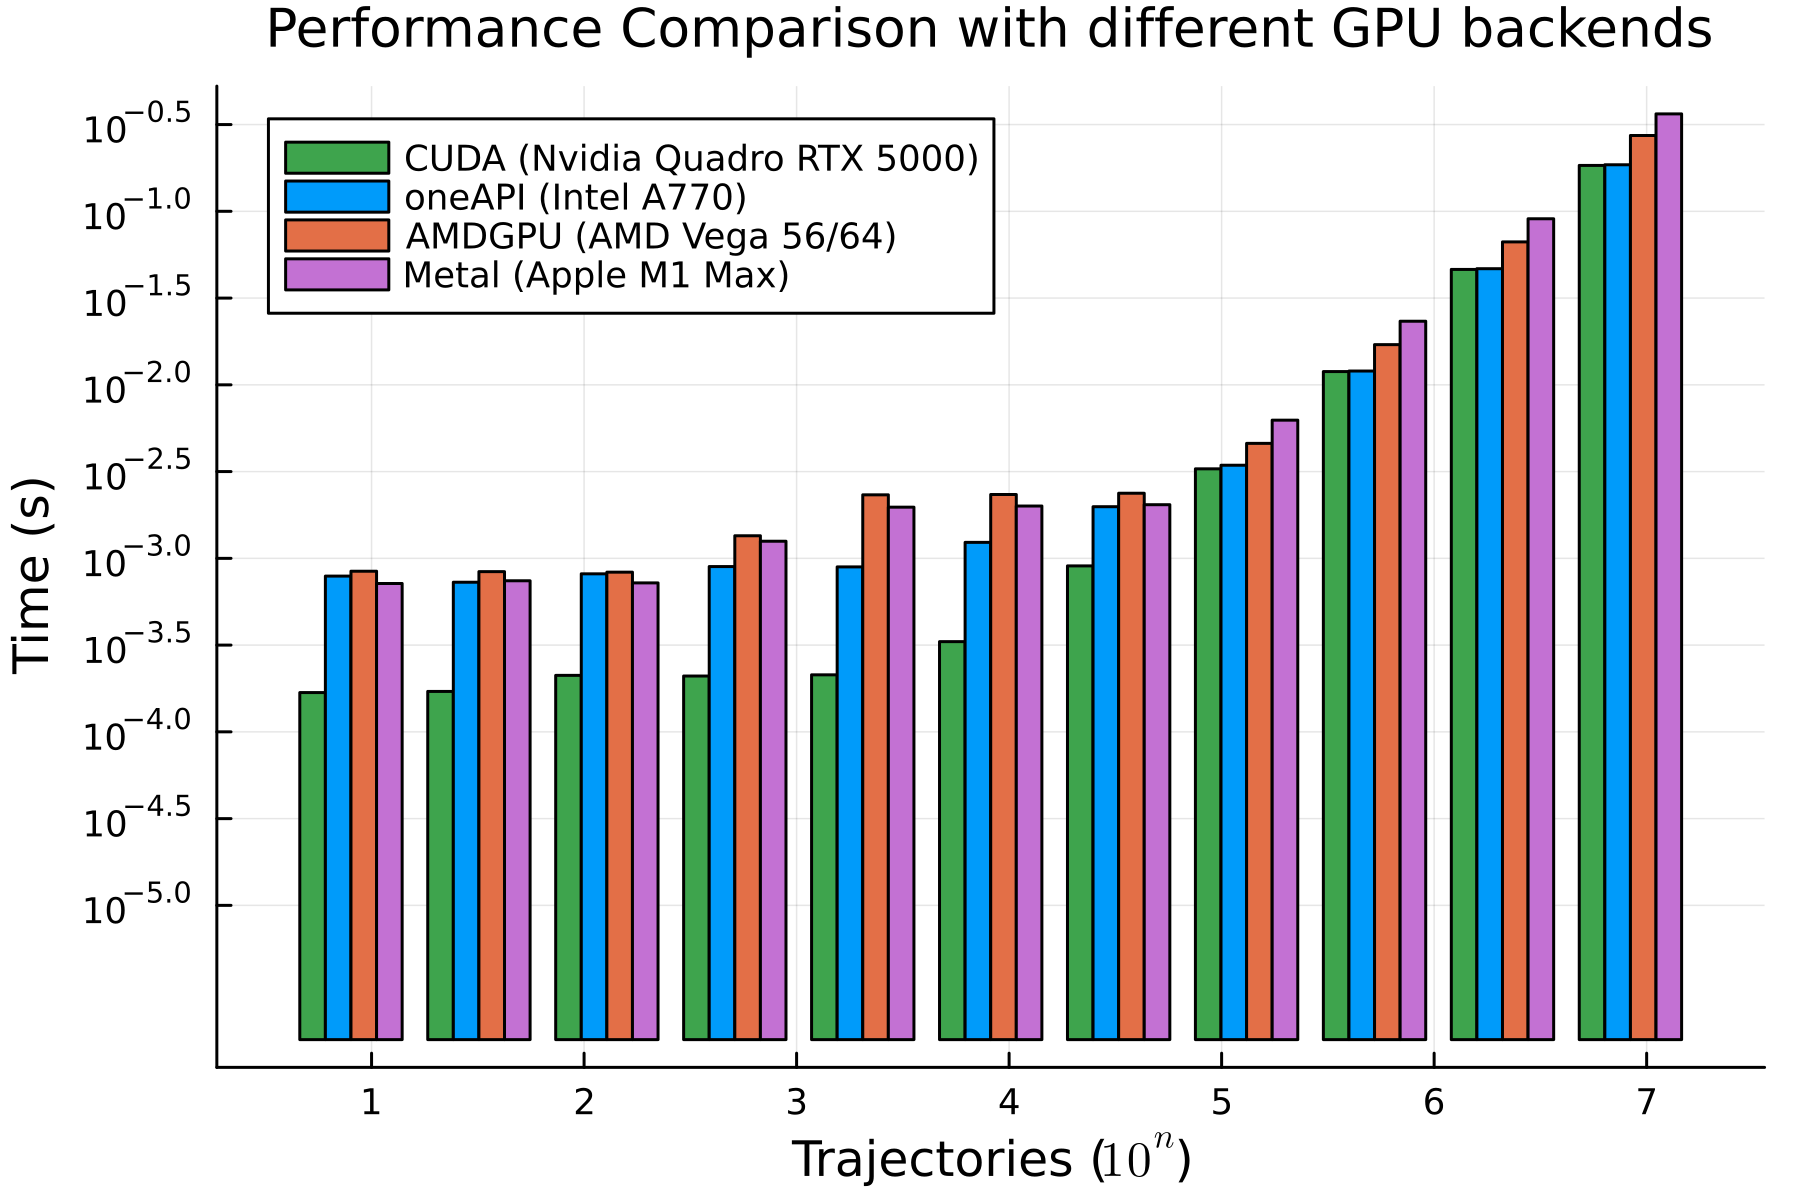 Performance Comparison with different GPU backends
CUDA (Nvidia Quadro RTX 5000)
oneAPI (Intel A770)
AMDGPU (AMD Vega 56/64)
Metal (Apple M1 Max)
Time (s)
10^−0.5
10^−1.0
10^−1.5
10^−2.0
10^−2.5
10^−3.0
10^−3.5
10^−4.0
10^−4.5
10^−5.0
1 2 3 4 5 6 7
Trajectories (10^n)